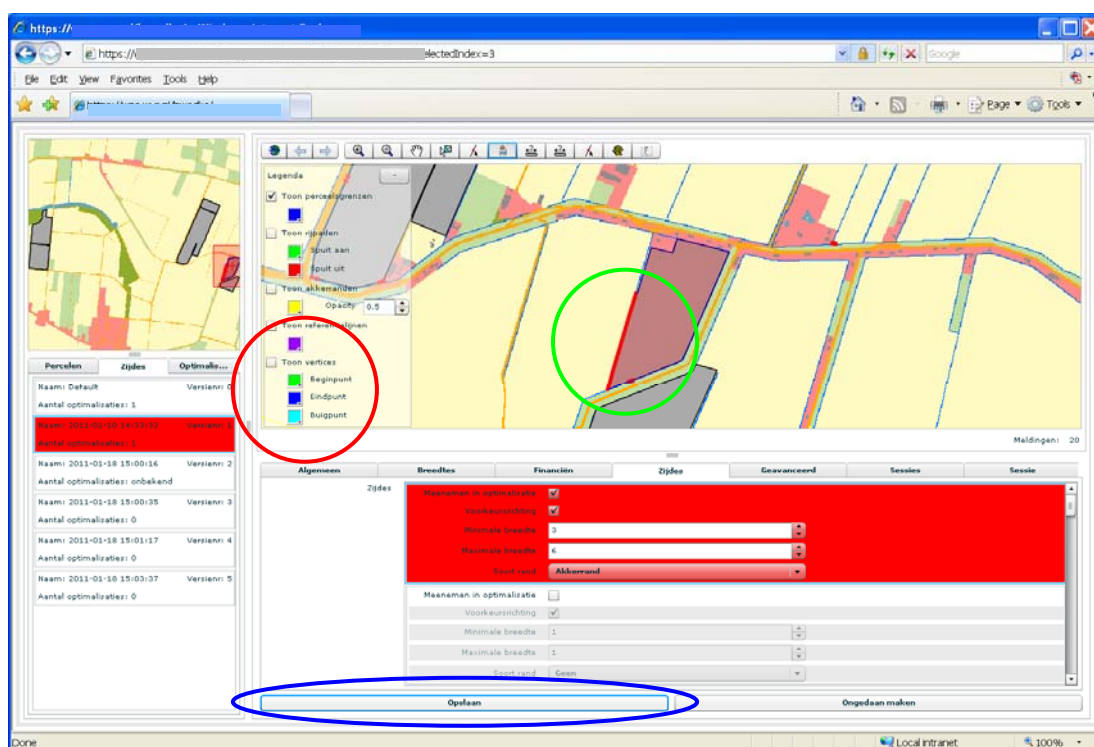 https://
https://
electedIndex=3
Google
File Edit View Favorites Tools Help
Page Tools
Legenda
-
Toon perceelsgrenzen
Toon rijpaden
Spuit aan
Spuit uit
Toon akkerranden
Opacity 0.5
Toon referentielijnen
Toon vertices
Beginpunt
Eindpunt
Buigpunt
Meldingen: 20
Percelen Zijdes Optimalis...
Naam: Default Versienr: 0
Aantal optimalisaties: 1
Naam: 2011-01-10 14:33:32 Versienr: 1
Aantal optimalisaties: 1
Naam: 2011-01-18 15:00:16 Versienr: 2
Aantal optimalisaties: onbekend
Naam: 2011-01-18 15:00:35 Versienr: 3
Aantal optimalisaties: 0
Naam: 2011-01-18 15:01:17 Versienr: 4
Aantal optimalisaties: 0
Naam: 2011-01-18 15:03:37 Versienr: 5
Aantal optimalisaties: 0
Algemeen Breedtes Financiën Zijdes Geavanceerd Sessies Sessie
Zijdes
Meenemen in optimalisatie
Voorkeursrichting
Minimale breedte 3
Maximale breedte 6
Soort rand Akkerrand
Meenemen in optimalisatie
Voorkeursrichting
Minimale breedte 1
Maximale breedte 1
Soort rand Geen
Opslaan Ongedaan maken
Done Local intranet 100%